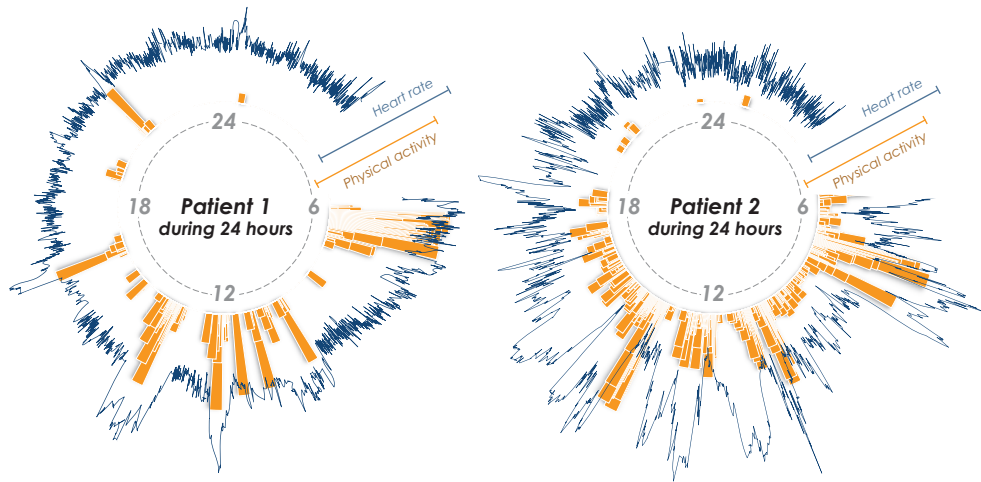 Heart rate
Physical activity
24
18
Patient 1
during 24 hours
6
12
Heart rate
Physical activity
24
18
Patient 2
during 24 hours
6
12